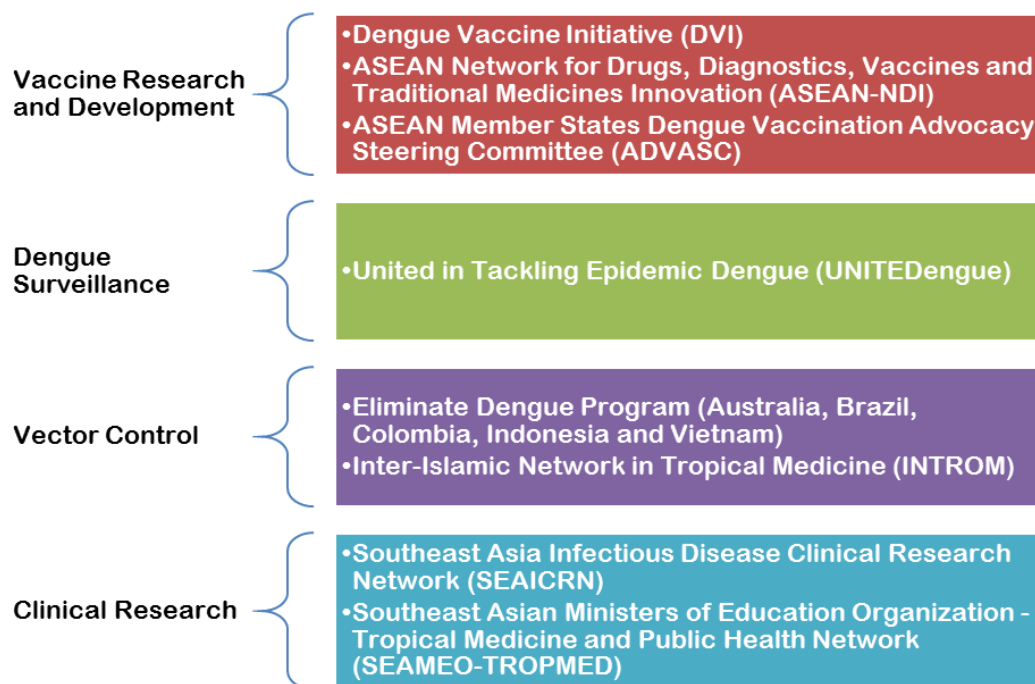 Vaccine Research
and Development
•Dengue Vaccine Initiative (DVI)
•ASEAN Network for Drugs, Diagnostics, Vaccines and
Traditional Medicines Innovation (ASEAN-NDI)
•ASEAN Member States Dengue Vaccination Advocacy
Steering Committee (ADVASC)
Dengue
Surveillance
•United in Tackling Epidemic Dengue (UNITEDengue)
Vector Control
•Eliminate Dengue Program (Australia, Brazil,
Colombia, Indonesia and Vietnam)
•Inter-Islamic Network in Tropical Medicine (INTROM)
Clinical Research
•Southeast Asia Infectious Disease Clinical Research
Network (SEAICRN)
•Southeast Asian Ministers of Education Organization -
Tropical Medicine and Public Health Network
(SEAMEO-TROPMED)